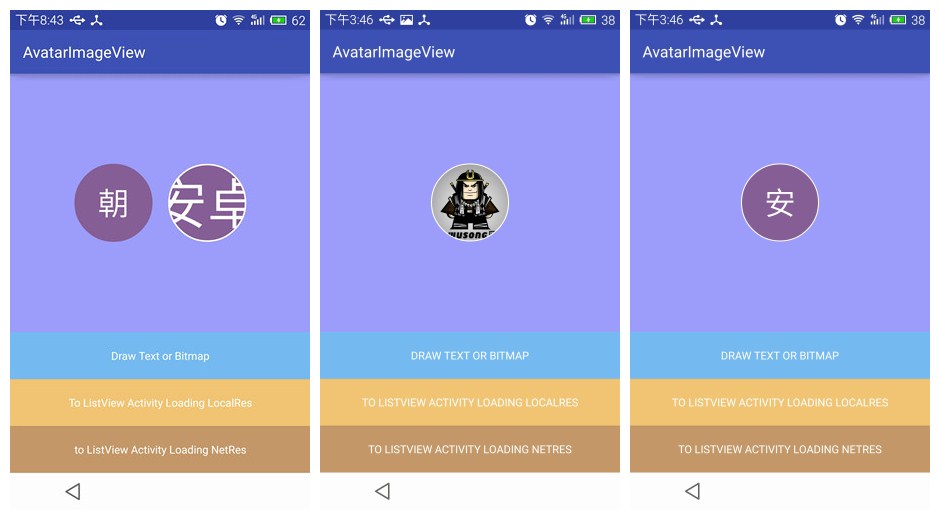 下午8:43
62
AvatarImageView
朝
安卓
Draw Text or Bitmap
To ListView Activity Loading LocalRes
to ListView Activity Loading NetRes
下午3:46
4G
38
AvatarImageView
WUSONG
DRAW TEXT OR BITMAP
TO LISTVIEW ACTIVITY LOADING LOCALRES
TO LISTVIEW ACTIVITY LOADING NETRES
下午3:46
4G
38
AvatarImageView
安
DRAW TEXT OR BITMAP
TO LISTVIEW ACTIVITY LOADING LOCALRES
TO LISTVIEW ACTIVITY LOADING NETRES